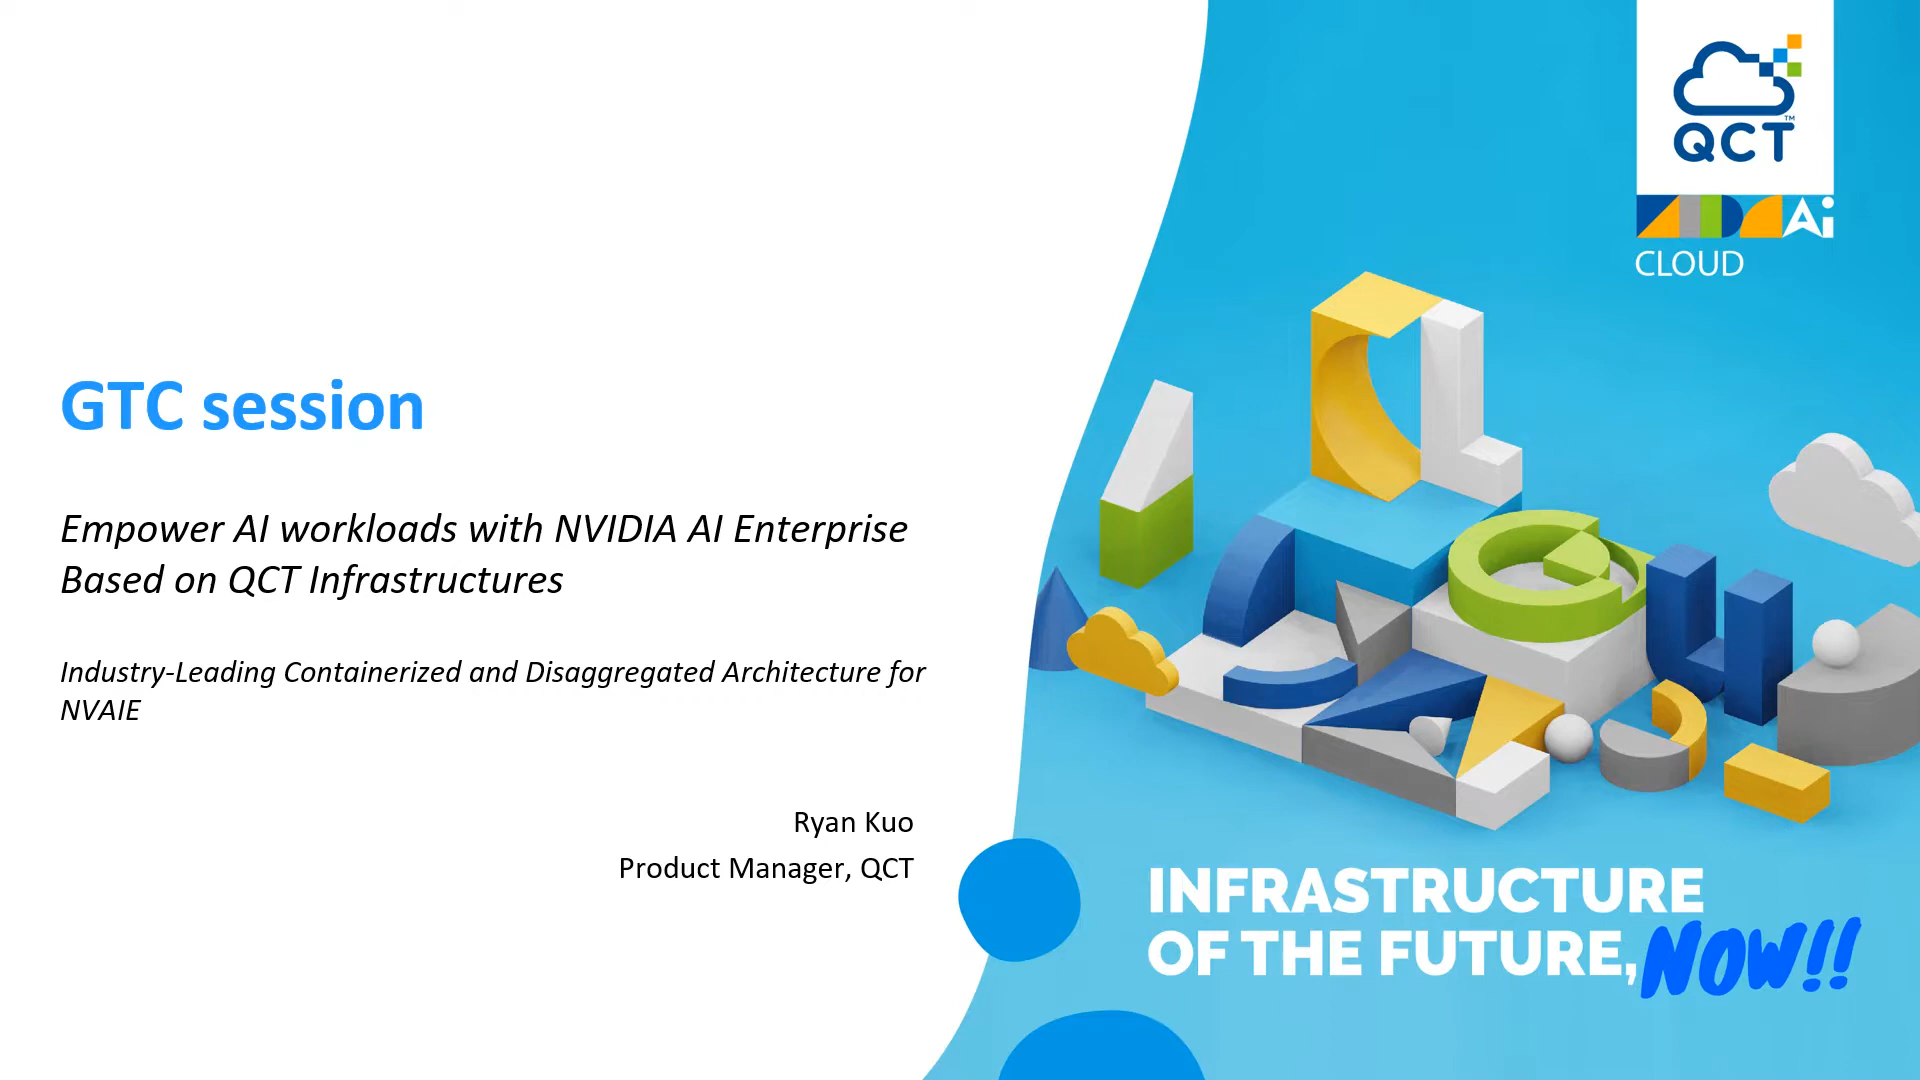 GTC session
Empower AI workloads with NVIDIA AI Enterprise
Based on QCT Infrastructures
Industry-Leading Containerized and Disaggregated Architecture for
NVAIE
Ryan Kuo
Product Manager, QCT
QCT™
Ai
CLOUD
INFRASTRUCTURE
OF THE FUTURE, NOW!!